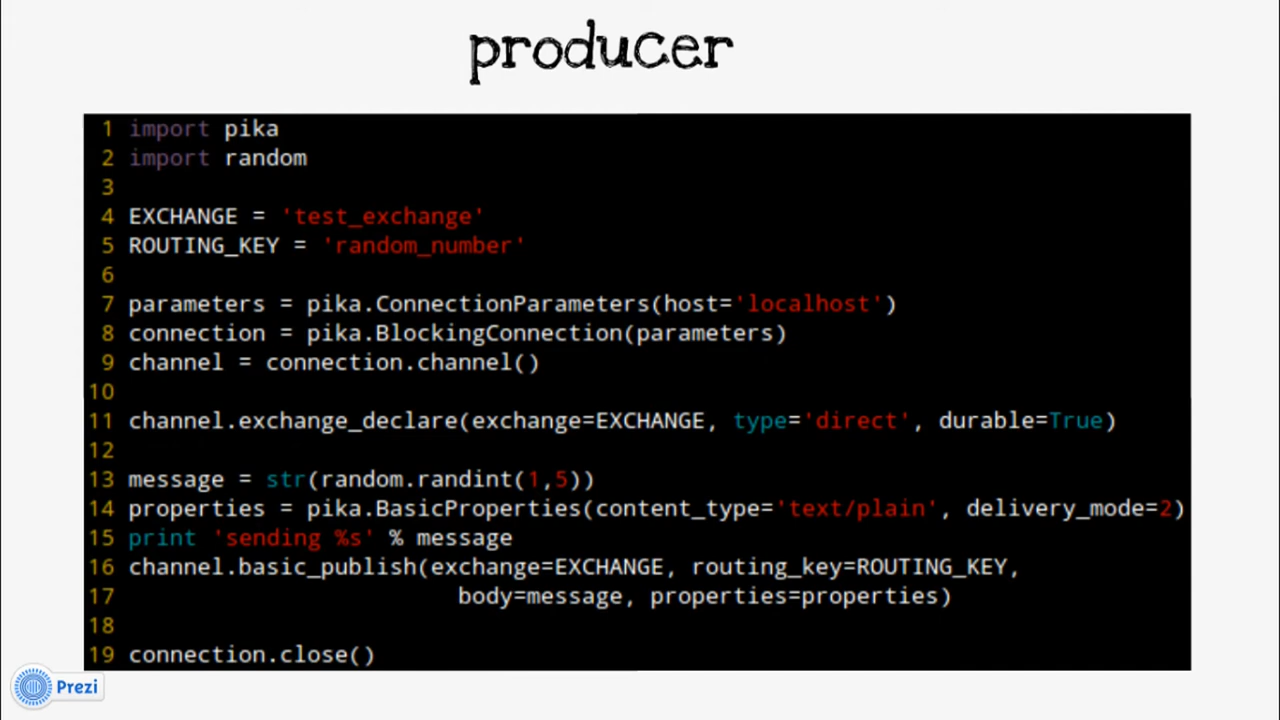 producer
1 import pika
2 import random
3
4 EXCHANGE = 'test_exchange'
5 ROUTING_KEY = 'random_number'
6
7 parameters = pika.ConnectionParameters(host='localhost')
8 connection = pika.BlockingConnection(parameters)
9 channel = connection.channel()
10
11 channel.exchange_declare(exchange=EXCHANGE, type='direct', durable=True)
12
13 message = str(random.randint(1,5))
14 properties = pika.BasicProperties(content_type='text/plain', delivery_mode=2)
15 print 'sending %s' % message
16 channel.basic_publish(exchange=EXCHANGE, routing_key=ROUTING_KEY,
17                         body=message, properties=properties)
18
19 connection.close()
Prezi